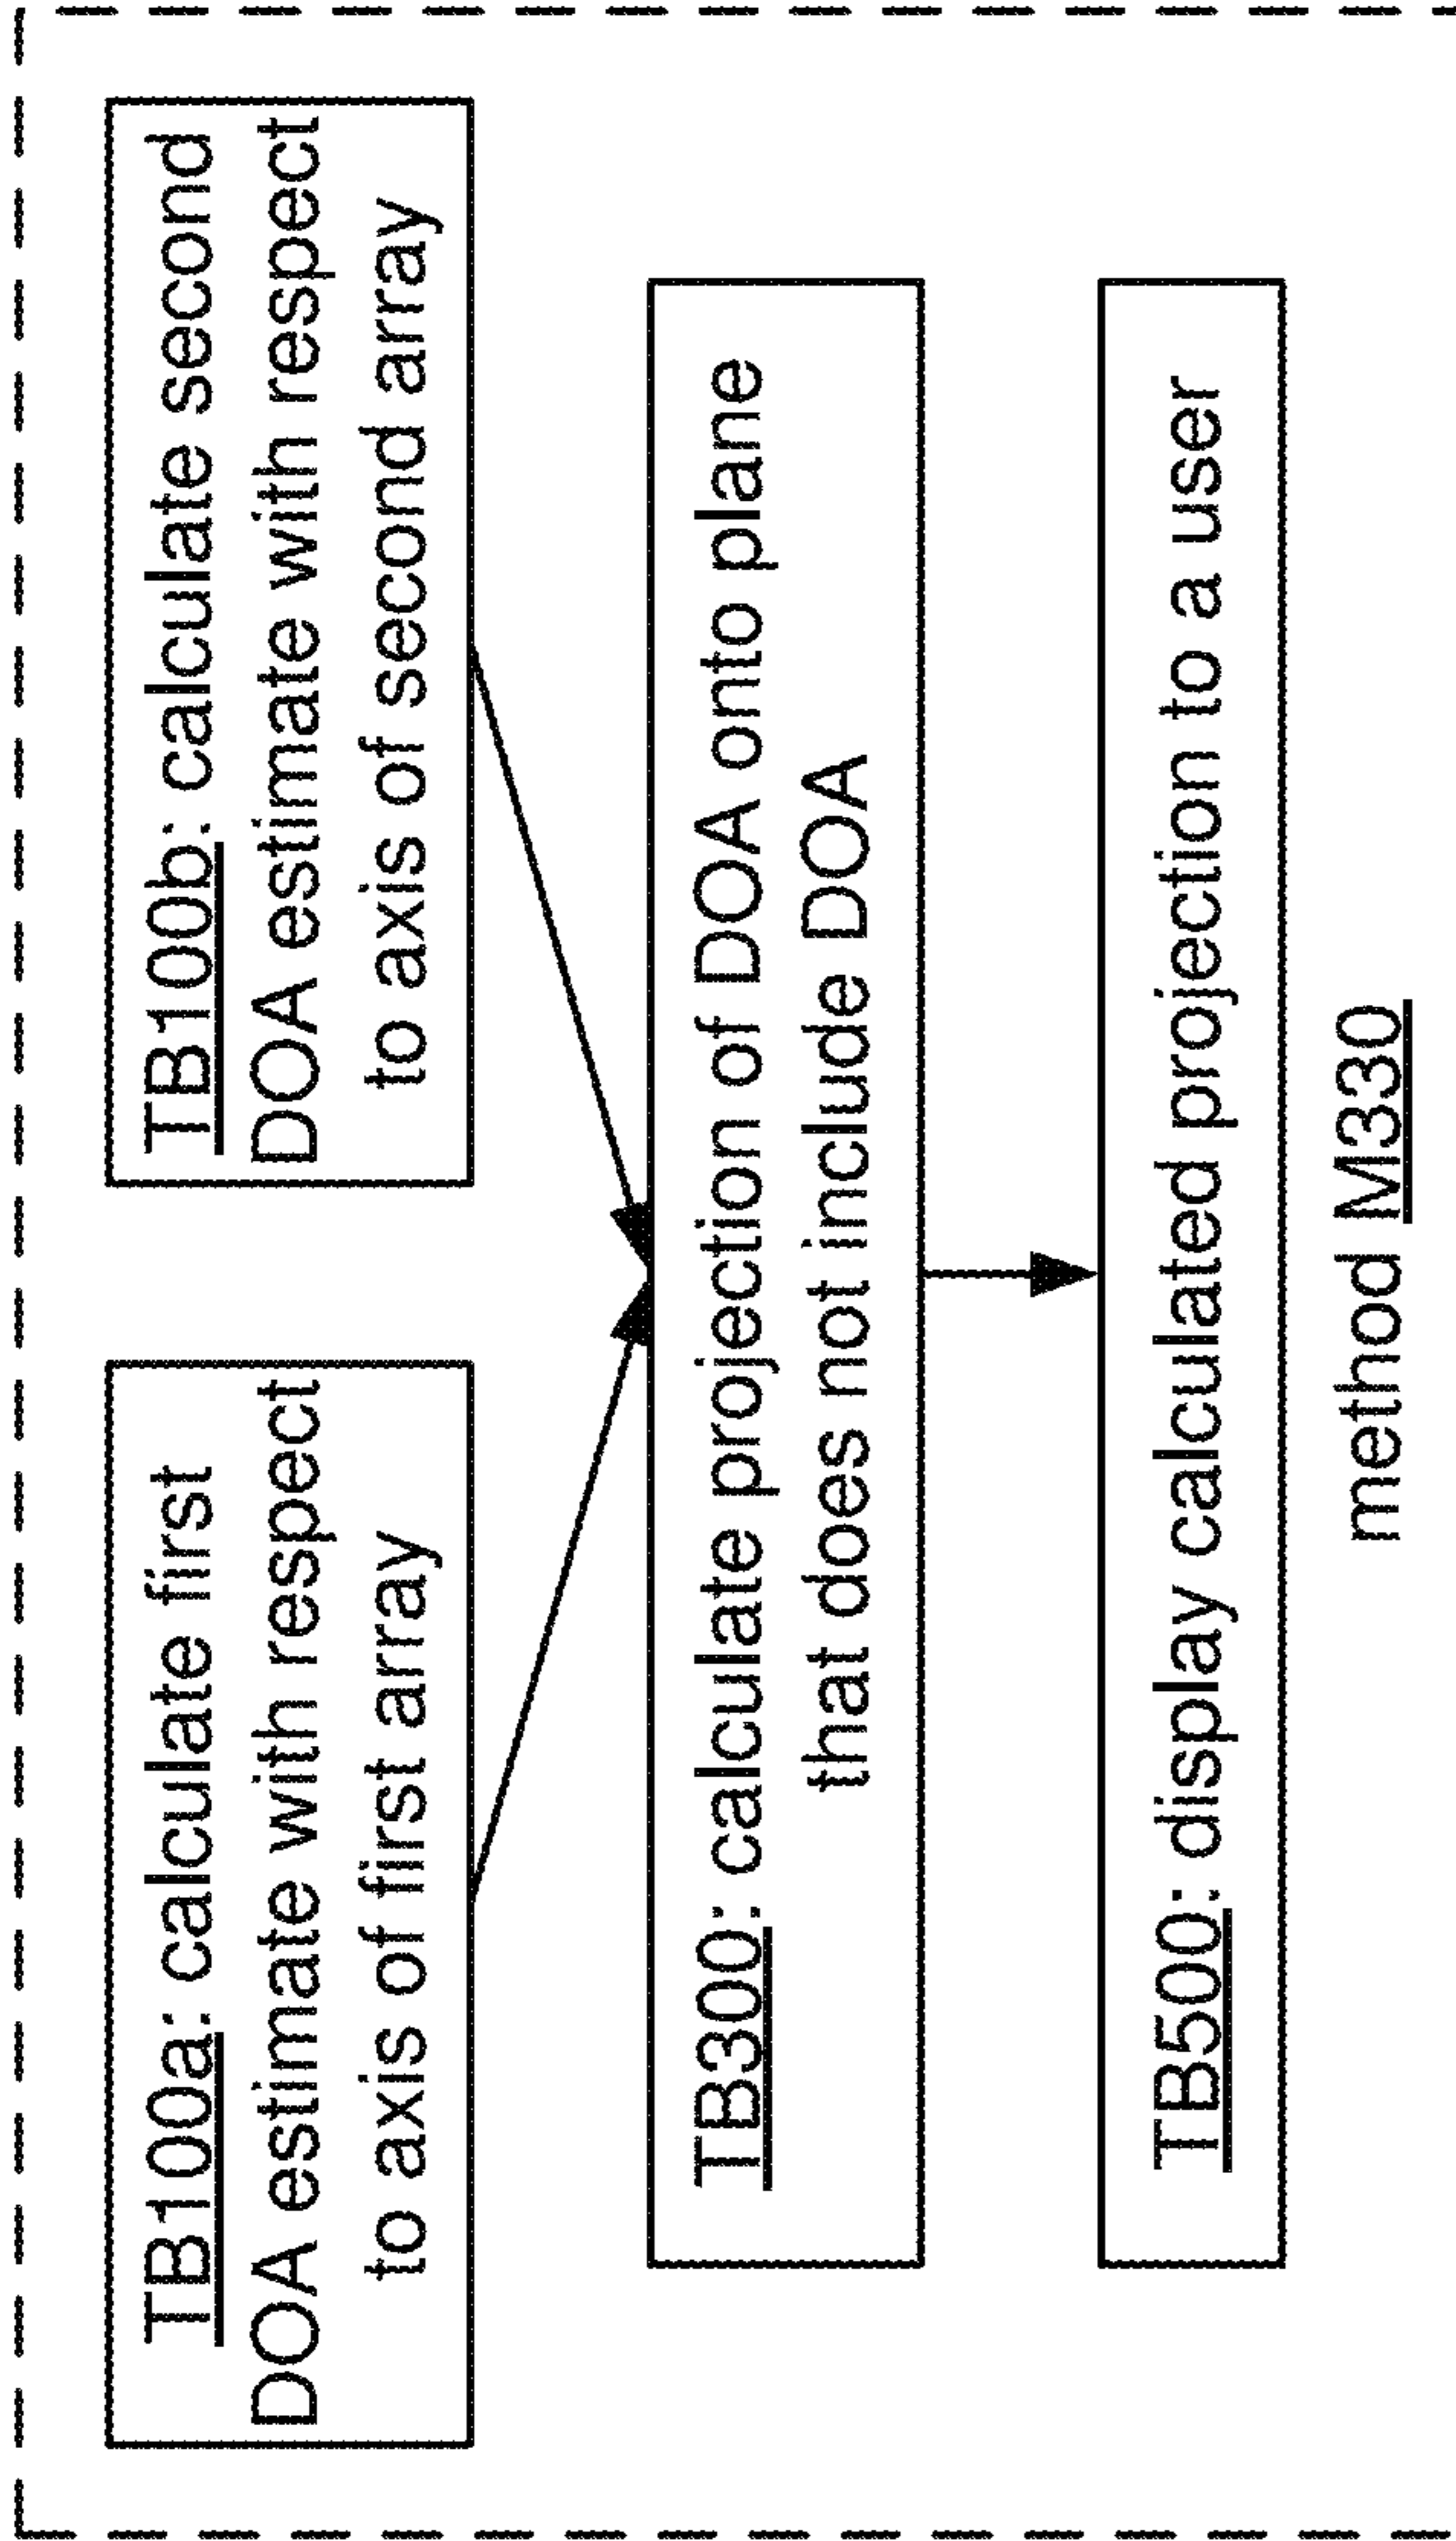 TB100a: calculate first
DOA estimate with respect
to axis of first array
TB100b: calculate second
DOA estimate with respect
to axis of second array
TB300: calculate projection of DOA onto plane
that does not include DOA
TB500: display calculated projection to a user
method M330